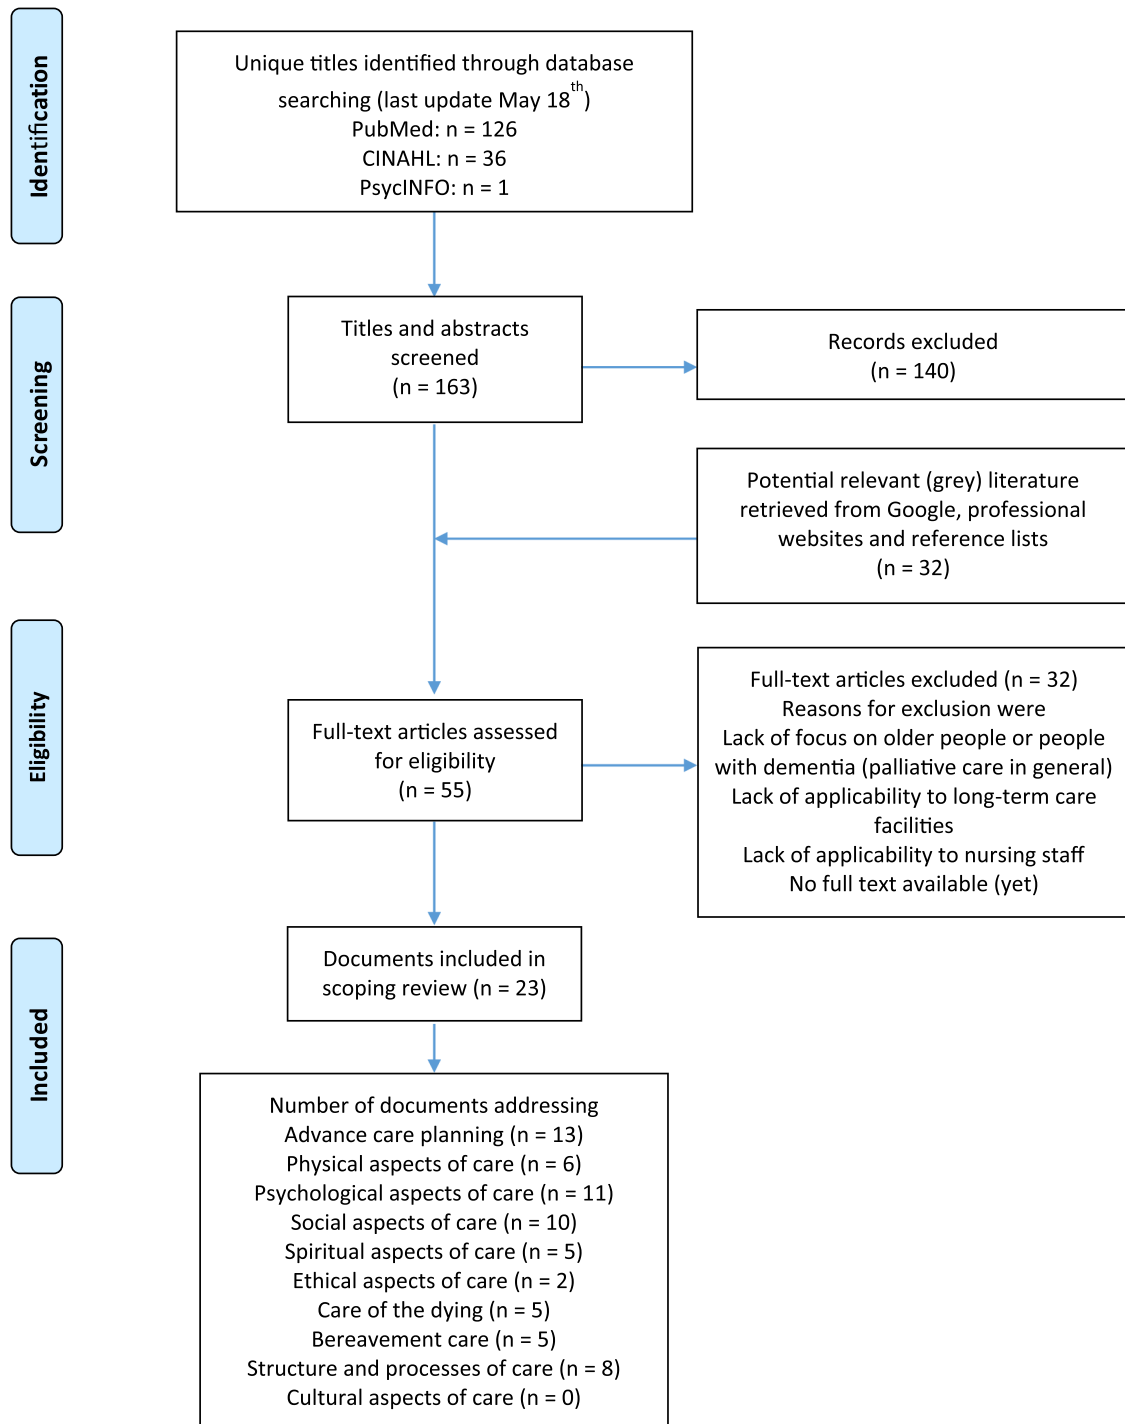 Identification
Unique titles identified through database
searching (last update May 18th)
PubMed: n = 126
CINAHL: n = 36
PsycINFO: n = 1
Screening
Titles and abstracts
screened
(n = 163)
Records excluded
(n = 140)
Potential relevant (grey) literature
retrieved from Google, professional
websites and reference lists
(n = 32)
Eligibility
Full-text articles assessed
for eligibility
(n = 55)
Full-text articles excluded (n = 32)
Reasons for exclusion were
Lack of focus on older people or people
with dementia (palliative care in general)
Lack of applicability to long-term care
facilities
Lack of applicability to nursing staff
No full text available (yet)
Included
Documents included in
scoping review (n = 23)
Number of documents addressing
Advance care planning (n = 13)
Physical aspects of care (n = 6)
Psychological aspects of care (n = 11)
Social aspects of care (n = 10)
Spiritual aspects of care (n = 5)
Ethical aspects of care (n = 2)
Care of the dying (n = 5)
Bereavement care (n = 5)
Structure and processes of care (n = 8)
Cultural aspects of care (n = 0)